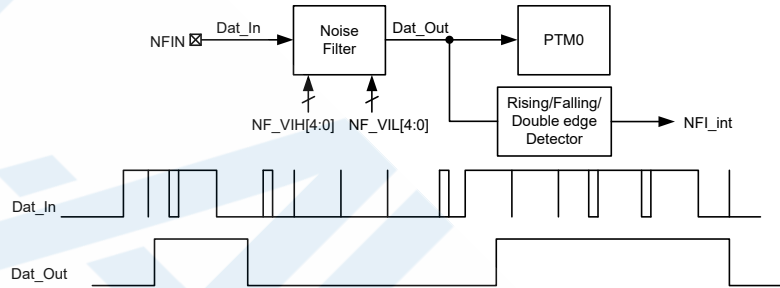 NFIN
Dat_In
Noise
Filter
Dat_Out
PTM0
NF_VIH[4:0]
NF_VIL[4:0]
Rising/Falling/
Double edge
Detector
NFI_int
Dat_In
Dat_Out